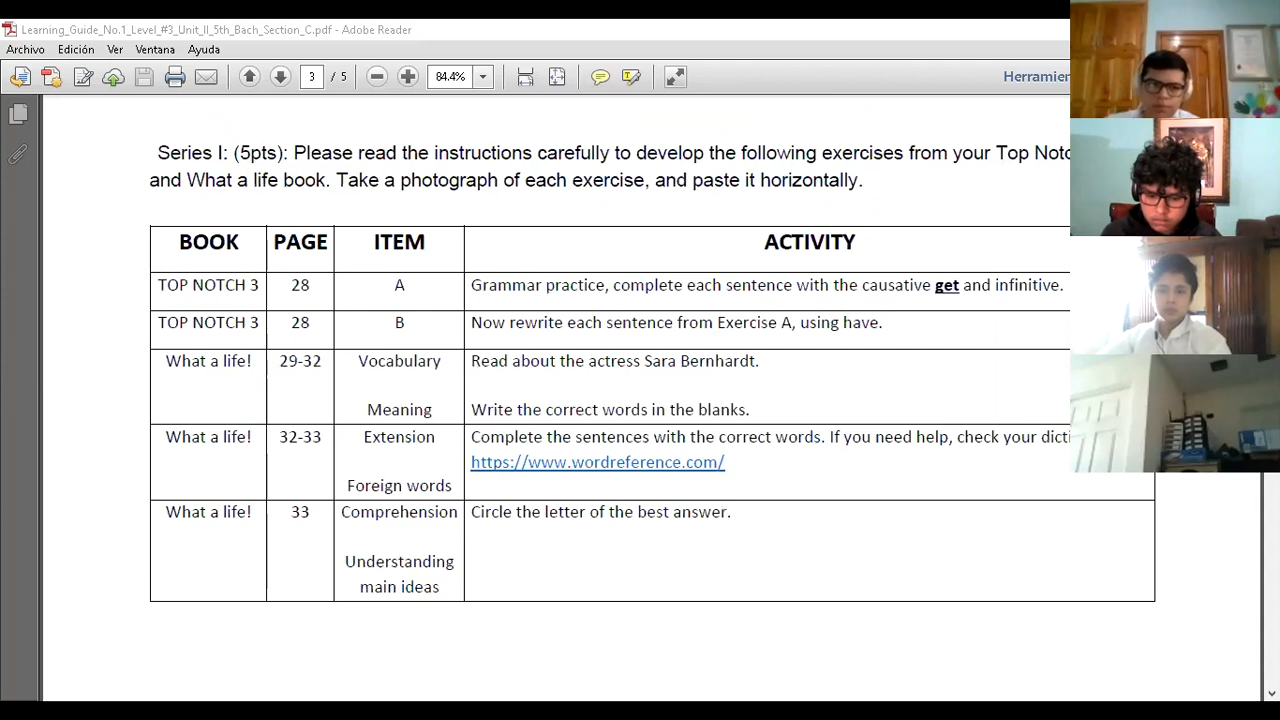 Learning_Guide_No.1_Level_#3_Unit_II_5th_Bach_Section_C.pdf - Adobe Reader
Archivo Edición Ver Ventana Ayuda
3 / 5 84.4% Herramien
Series I: (5pts): Please read the instructions carefully to develop the following exercises from your Top Notc
and What a life book. Take a photograph of each exercise, and paste it horizontally.
BOOK PAGE ITEM ACTIVITY
TOP NOTCH 3 28 A Grammar practice, complete each sentence with the causative get and infinitive.
TOP NOTCH 3 28 B Now rewrite each sentence from Exercise A, using have.
What a life! 29-32 Vocabulary Read about the actress Sara Bernhardt.
Meaning Write the correct words in the blanks.
What a life! 32-33 Extension Complete the sentences with the correct words. If you need help, check your dicti
https://www.wordreference.com/
Foreign words
What a life! 33 Comprehension Circle the letter of the best answer.
Understanding
main ideas